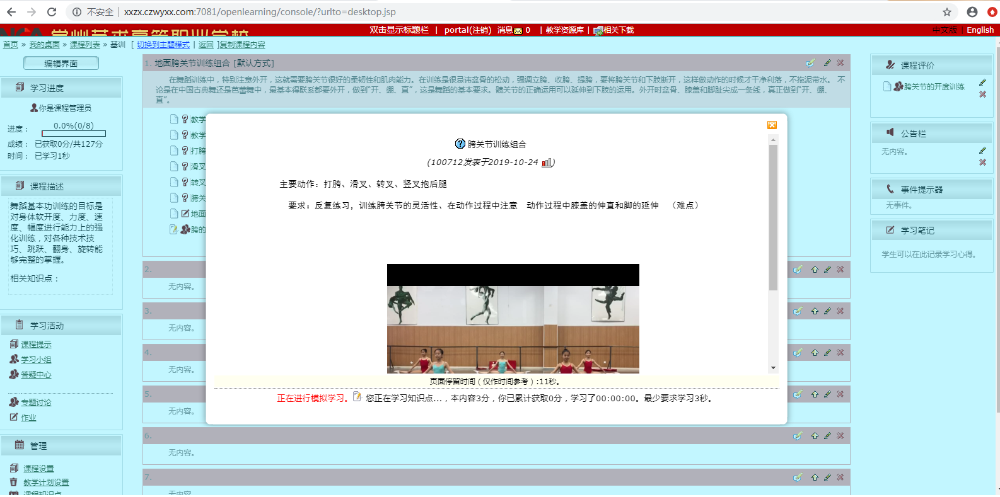 不安全 xxzx.czwyxx.com:7081/openlearning/console/?urlto=desktop.jsp
双击显示标题栏 | portal(注销) 消息 0 | 教学资源库 | 相关下载
中文版 English
首页 » 我的桌面 » 课程列表 » 基训 [ 切换到主题模式 | 返回 ]复制课程内容
编辑界面
学习进度
你是课程管理员
进度： 0.0%(0/8)
成绩： 已获取0分/共127分
时间： 已学习1秒
课程描述
舞蹈基本功训练的目标是
对身体软开度、力度、速
度、幅度进行能力上的强
化训练，对各种技术技
巧、跳跃、翻身、旋转能
够完整的掌握。
相关知识点：
学习活动
课程提示
学习小组
答疑中心
专题讨论
作业
管理
课程设置
教学计划设置
课程知识点
1. 地面胯关节训练组合 [默认方式]
在舞蹈训练中，特别注意外开，这就需要胯关节很好的柔韧性和肌肉能力。在训练是很忌讳盆骨的松动，强调立胯、收胯、提胯，要将胯关节和下肢断开，这样做动作的时候才干净利落，不拖泥带水。 不
论是在中国古典舞还是芭蕾舞中，最基本得联系都要外开，做到“开、绷、直”，这是舞蹈的基本要求。髋关节的正确运用可以延伸到下肢的运用。外开时盆骨、膝盖和脚趾尖成一条线，真正做到“开、绷、
直”。
教学
教学
打胯
滑叉
转叉
胯关
地面
胯的
胯关节训练组合
(100712发表于2019-10-24 )
主要动作：打胯、滑叉、转叉、竖叉抱后腿
要求：反复练习，训练胯关节的灵活性、在动作过程中注意 动作过程中膝盖的伸直和脚的延伸 （难点）
页面停留时间（仅作时间参考）:11秒。
正在进行模拟学习。 您正在学习知识点...，本内容3分，你已累计获取0分，学习了00:00:00。最少要求学习3秒。
2.
无内容。
3.
无内容。
4.
无内容。
5.
无内容。
6.
无内容。
7.
无内容。
课程评价
胯关节的开度训练
公告栏
无内容。
事件提示器
无事件。
学习笔记
学生可以在此记录学习心得。